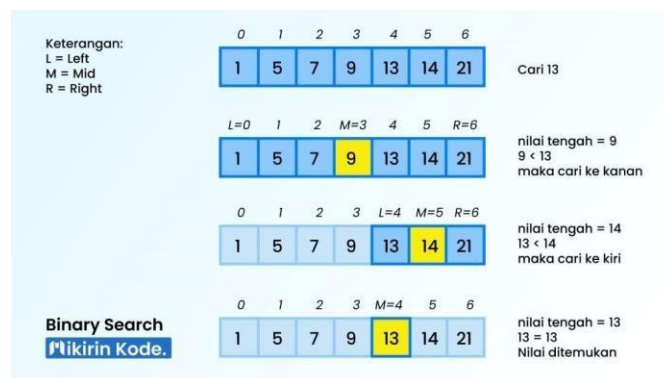 Keterangan:
L = Left
M = Mid
R = Right
0 1 2 3 4 5 6
1 5 7 9 13 14 21
Cari 13
L=0 1 2 M=3 4 5 R=6
1 5 7 9 13 14 21
nilai tengah = 9
9 < 13
maka cari ke kanan
0 1 2 3 L=4 M=5 R=6
1 5 7 9 13 14 21
nilai tengah = 14
13 < 14
maka cari ke kiri
0 1 2 3 M=4 5 6
1 5 7 9 13 14 21
nilai tengah = 13
13 = 13
Nilai ditemukan
Binary Search
Mikirin Kode.